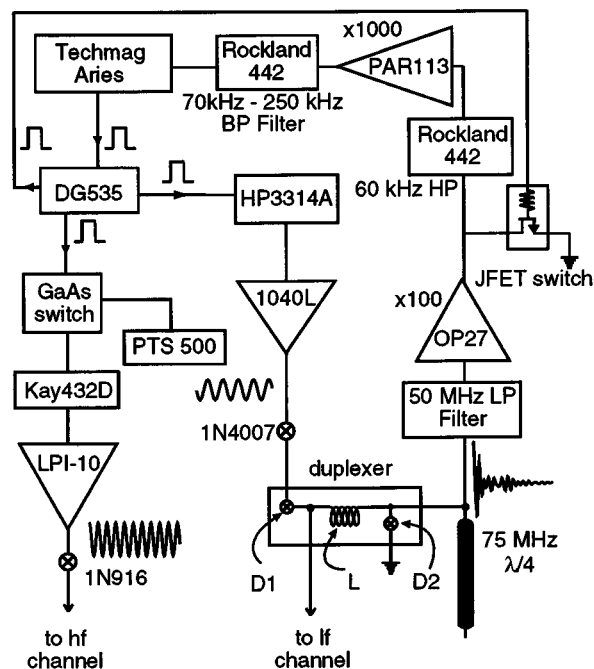 x1000
Techmag
Aries
Rockland
442
PAR113
70kHz - 250 kHz
BP Filter
Rockland
442
60 kHz HP
DG535
HP3314A
JFET switch
GaAs
switch
1040L
x100
OP27
PTS 500
Kay432D
50 MHz LP
Filter
1N4007
LPI-10
duplexer
75 MHz
λ/4
1N916
D1
L
D2
to hf
channel
to lf
channel